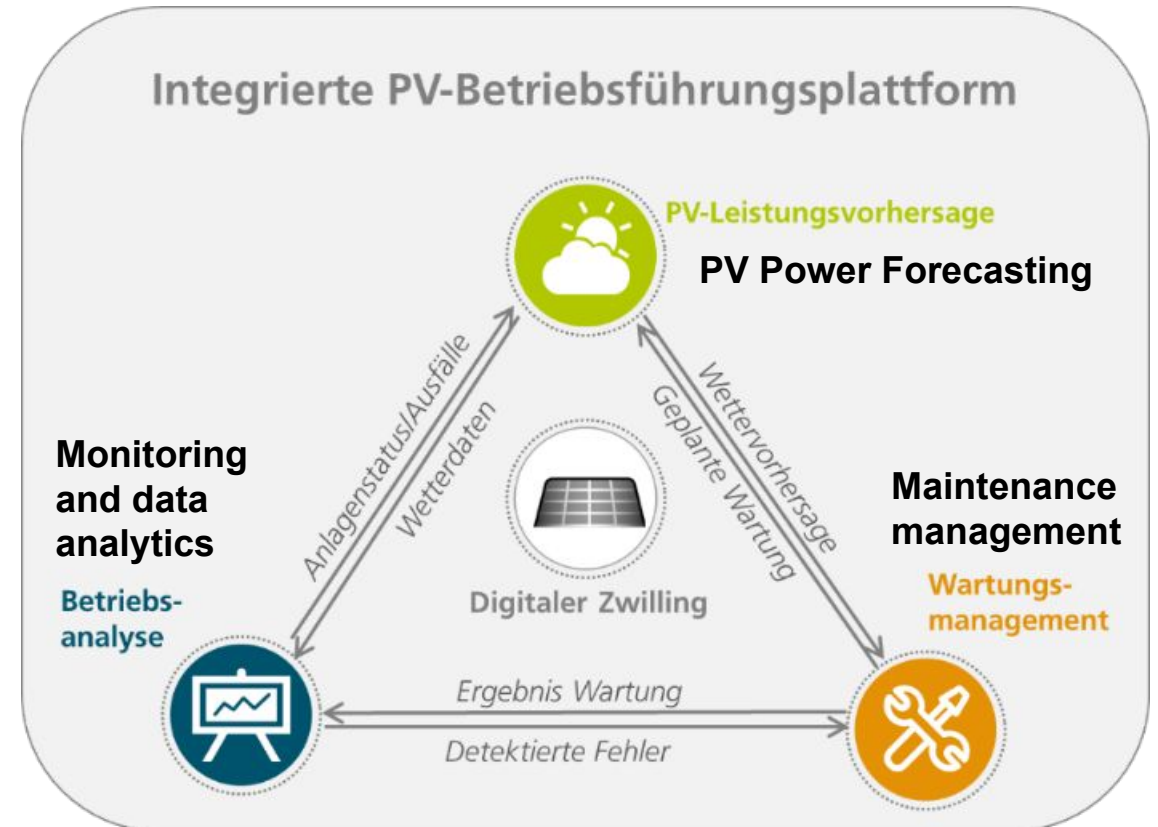 Integrierte PV-Betriebsführungsplattform
PV-Leistungsvorhersage
PV Power Forecasting
Anlagenstatus/Ausfälle
Wetterdaten
Wettervorhersage
Geplante Wartung
Monitoring
and data
analytics
Betriebs-
analyse
Digitaler Zwilling
Maintenance
management
Wartungs-
management
Ergebnis Wartung
Detektierte Fehler